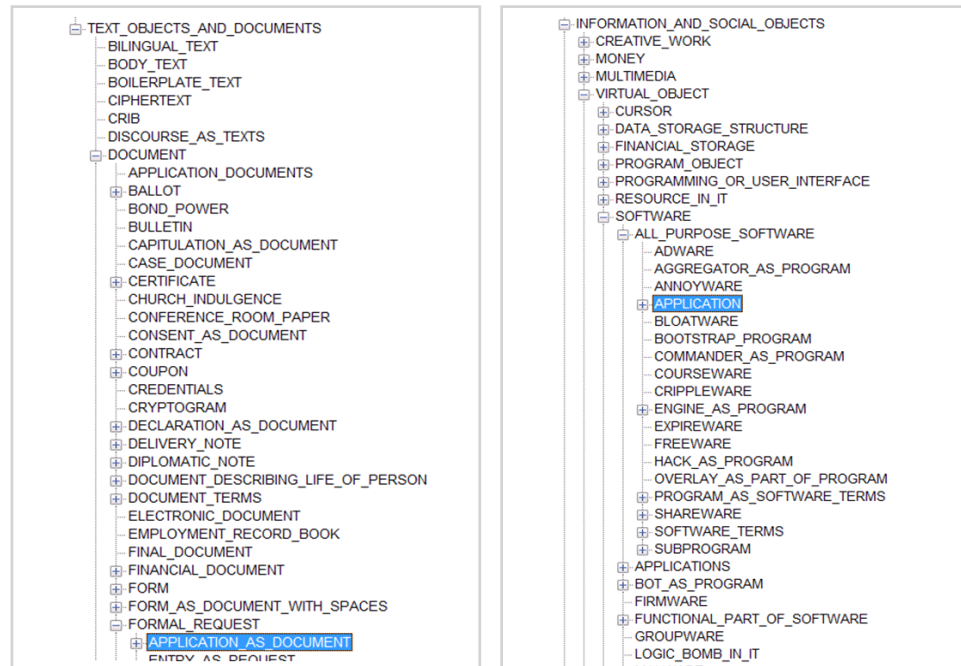 TEXT_OBJECTS_AND_DOCUMENTS
BILINGUAL_TEXT
BODY_TEXT
BOILERPLATE_TEXT
CIPHERTEXT
CRIB
DISCOURSE_AS_TEXTS
DOCUMENT
APPLICATION_DOCUMENTS
BALLOT
BOND_POWER
BULLETIN
CAPITULATION_AS_DOCUMENT
CASE_DOCUMENT
CERTIFICATE
CHURCH_INDULGENCE
CONFERENCE_ROOM_PAPER
CONSENT_AS_DOCUMENT
CONTRACT
COUPON
CREDENTIALS
CRYPTOGRAM
DECLARATION_AS_DOCUMENT
DELIVERY_NOTE
DIPLOMATIC_NOTE
DOCUMENT_DESCRIBING_LIFE_OF_PERSON
DOCUMENT_TERMS
ELECTRONIC_DOCUMENT
EMPLOYMENT_RECORD_BOOK
FINAL_DOCUMENT
FINANCIAL_DOCUMENT
FORM
FORM_AS_DOCUMENT_WITH_SPACES
FORMAL_REQUEST
APPLICATION_AS_DOCUMENT
ENTRY_AS_REQUEST
INFORMATION_AND_SOCIAL_OBJECTS
CREATIVE_WORK
MONEY
MULTIMEDIA
VIRTUAL_OBJECT
CURSOR
DATA_STORAGE_STRUCTURE
FINANCIAL_STORAGE
PROGRAM_OBJECT
PROGRAMMING_OR_USER_INTERFACE
RESOURCE_IN_IT
SOFTWARE
ALL_PURPOSE_SOFTWARE
ADWARE
AGGREGATOR_AS_PROGRAM
ANNOYWARE
APPLICATION
BLOATWARE
BOOTSTRAP_PROGRAM
COMMANDER_AS_PROGRAM
COURSEWARE
CRIPPLEWARE
ENGINE_AS_PROGRAM
EXPIREWARE
FREEWARE
HACK_AS_PROGRAM
OVERLAY_AS_PART_OF_PROGRAM
PROGRAM_AS_SOFTWARE_TERMS
SHAREWARE
SOFTWARE_TERMS
SUBPROGRAM
APPLICATIONS
BOT_AS_PROGRAM
FIRMWARE
FUNCTIONAL_PART_OF_SOFTWARE
GROUPWARE
LOGIC_BOMB_IN_IT